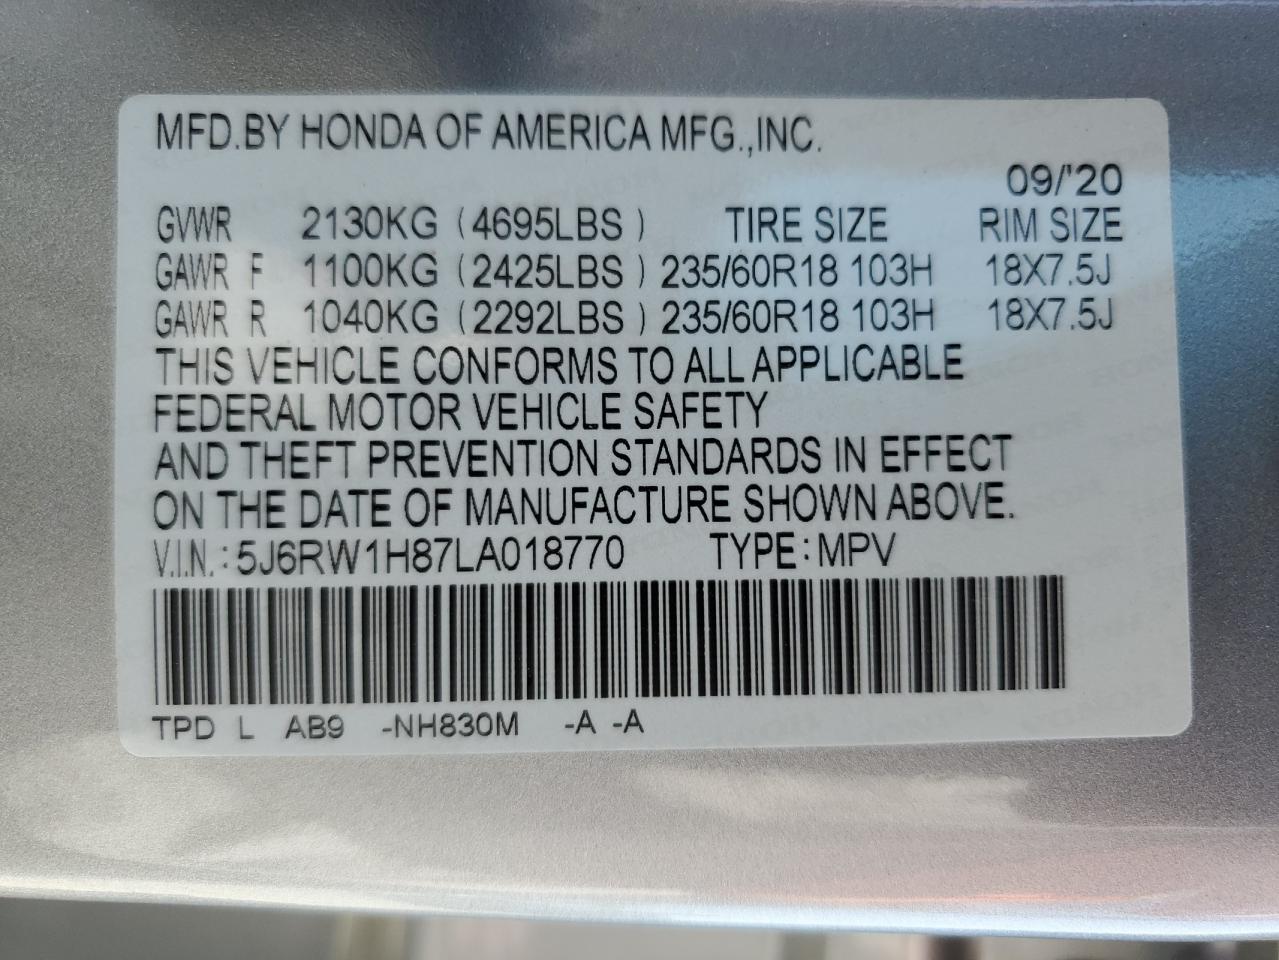 MFD.BY HONDA OF AMERICA MFG.,INC.
09/'20
GVWR 2130KG (4695LBS) TIRE SIZE RIM SIZE
GAWR F 1100KG (2425LBS) 235/60R18 103H 18X7.5J
GAWR R 1040KG (2292LBS) 235/60R18 103H 18X7.5J
THIS VEHICLE CONFORMS TO ALL APPLICABLE
FEDERAL MOTOR VEHICLE SAFETY
AND THEFT PREVENTION STANDARDS IN EFFECT
ON THE DATE OF MANUFACTURE SHOWN ABOVE.
V.I.N.: 5J6RW1H87LA018770 TYPE: MPV
TPD L AB9 -NH830M -A -A